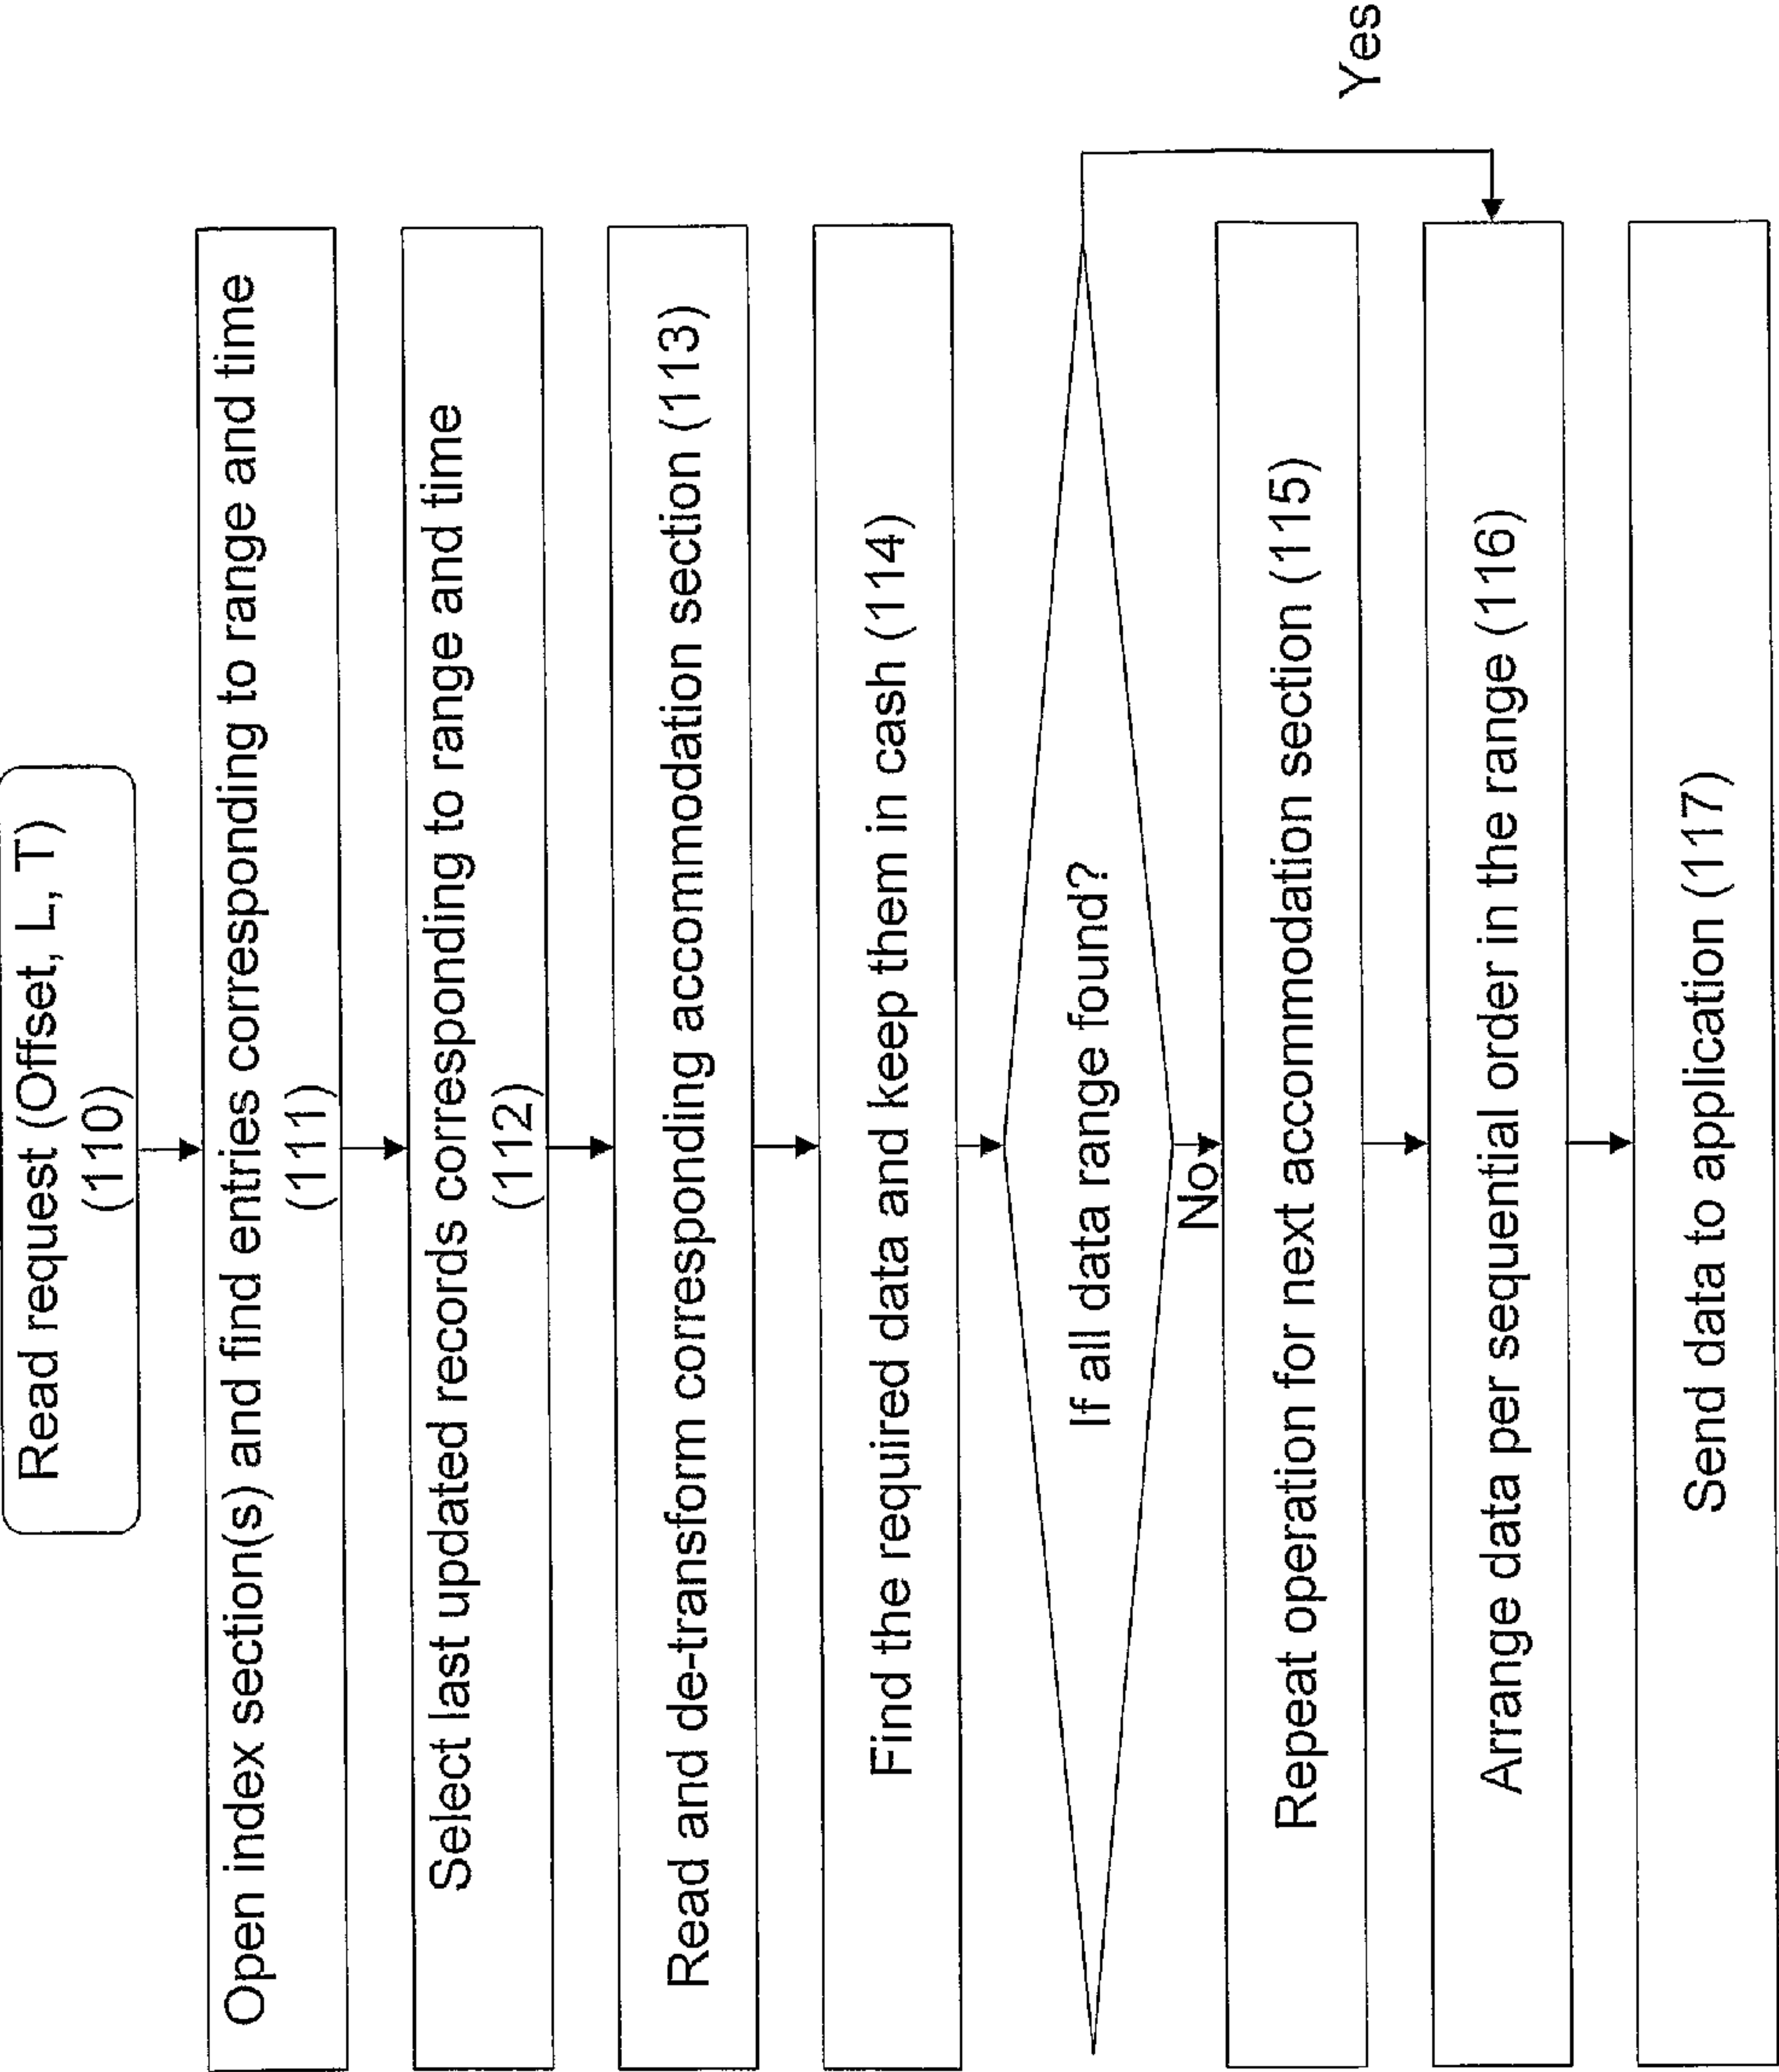 Read request (Offset, L, T)
(110)
Open index section(s) and find entries corresponding to range and time
(111)
Select last updated records corresponding to range and time
(112)
Read and de-transform corresponding accommodation section (113)
Find the required data and keep them in cash (114)
If all data range found?
Yes
No
Repeat operation for next accommodation section (115)
Arrange data per sequential order in the range (116)
Send data to application (117)